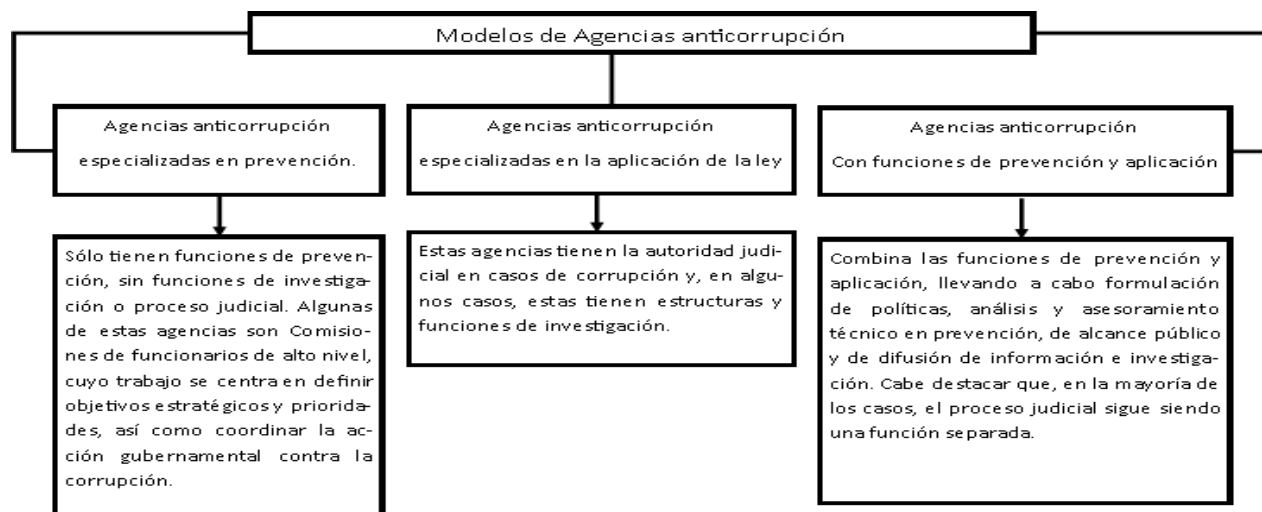 Modelos de Agencias anticorrupción
Agencias anticorrupción
especializadas en prevención.
Sólo tienen funciones de preven-
ción, sin funciones de investiga-
ción o proceso judicial. Algunas
de estas agencias son Comisio-
nes de funcionarios de alto nivel,
cuyo trabajo se centra en definir
objetivos estratégicos y priorida-
des, así como coordinar la ac-
ción gubernamental contra la
corrupción.
Agencias anticorrupción
especializadas en la aplicación de la ley
Estas agencias tienen la autoridad judi-
cial en casos de corrupción y, en algu-
nos casos, estas tienen estructuras y
funciones de investigación.
Agencias anticorrupción
Con funciones de prevención y aplicación
Combina las funciones de prevención y
aplicación, llevando a cabo formulación
de políticas, análisis y asesoramiento
técnico en prevención, de alcance público
y de difusión de información e investiga-
ción. Cabe destacar que, en la mayoría de
los casos, el proceso judicial sigue siendo
una función separada.